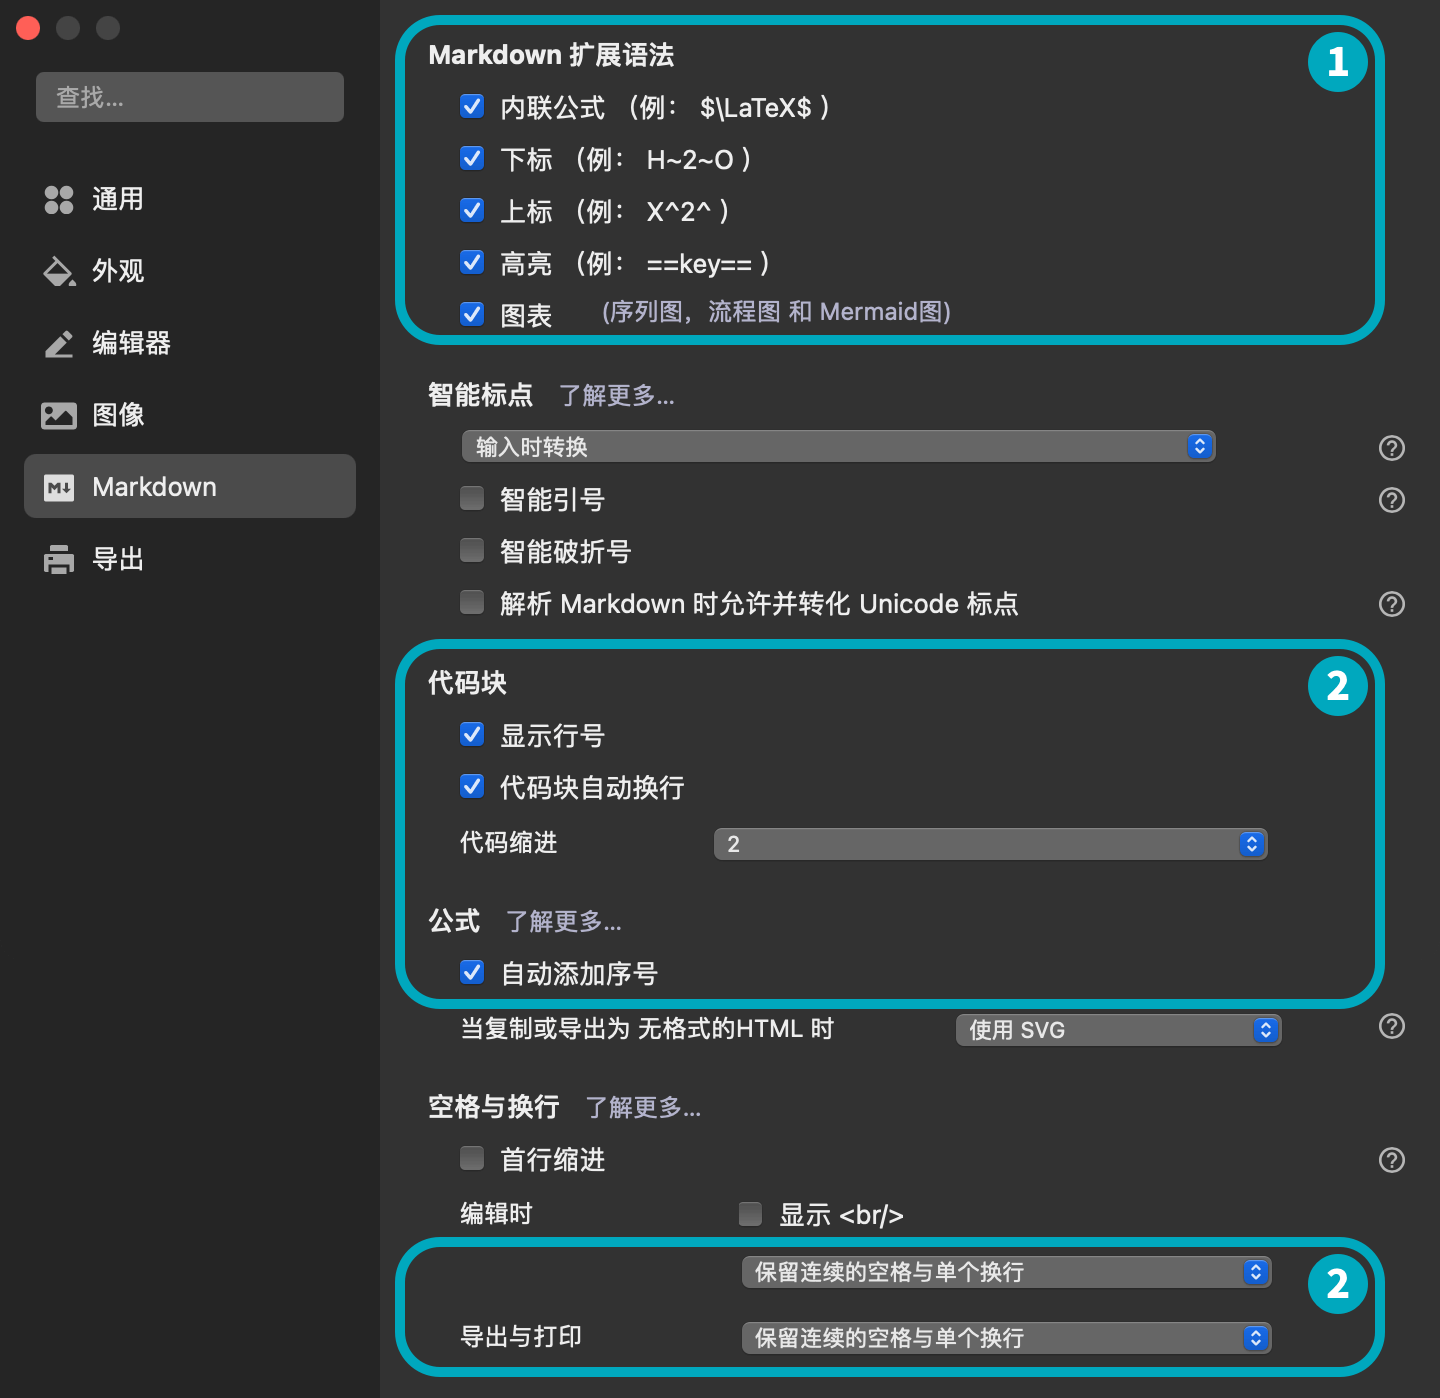 查找...
通用
外观
编辑器
图像
Markdown
导出
Markdown 扩展语法
1
内联公式 （例： $\LaTeX$ ）
下标 （例： H~2~O ）
上标 （例： X^2^ ）
高亮 （例： ==key== ）
图表 (序列图，流程图 和 Mermaid图)
智能标点 了解更多...
输入时转换
智能引号
智能破折号
解析 Markdown 时允许并转化 Unicode 标点
代码块
2
显示行号
代码块自动换行
代码缩进 2
公式 了解更多...
自动添加序号
当复制或导出为 无格式的HTML 时 使用 SVG
空格与换行 了解更多...
首行缩进
编辑时 显示 <br/>
保留连续的空格与单个换行
2
导出与打印 保留连续的空格与单个换行